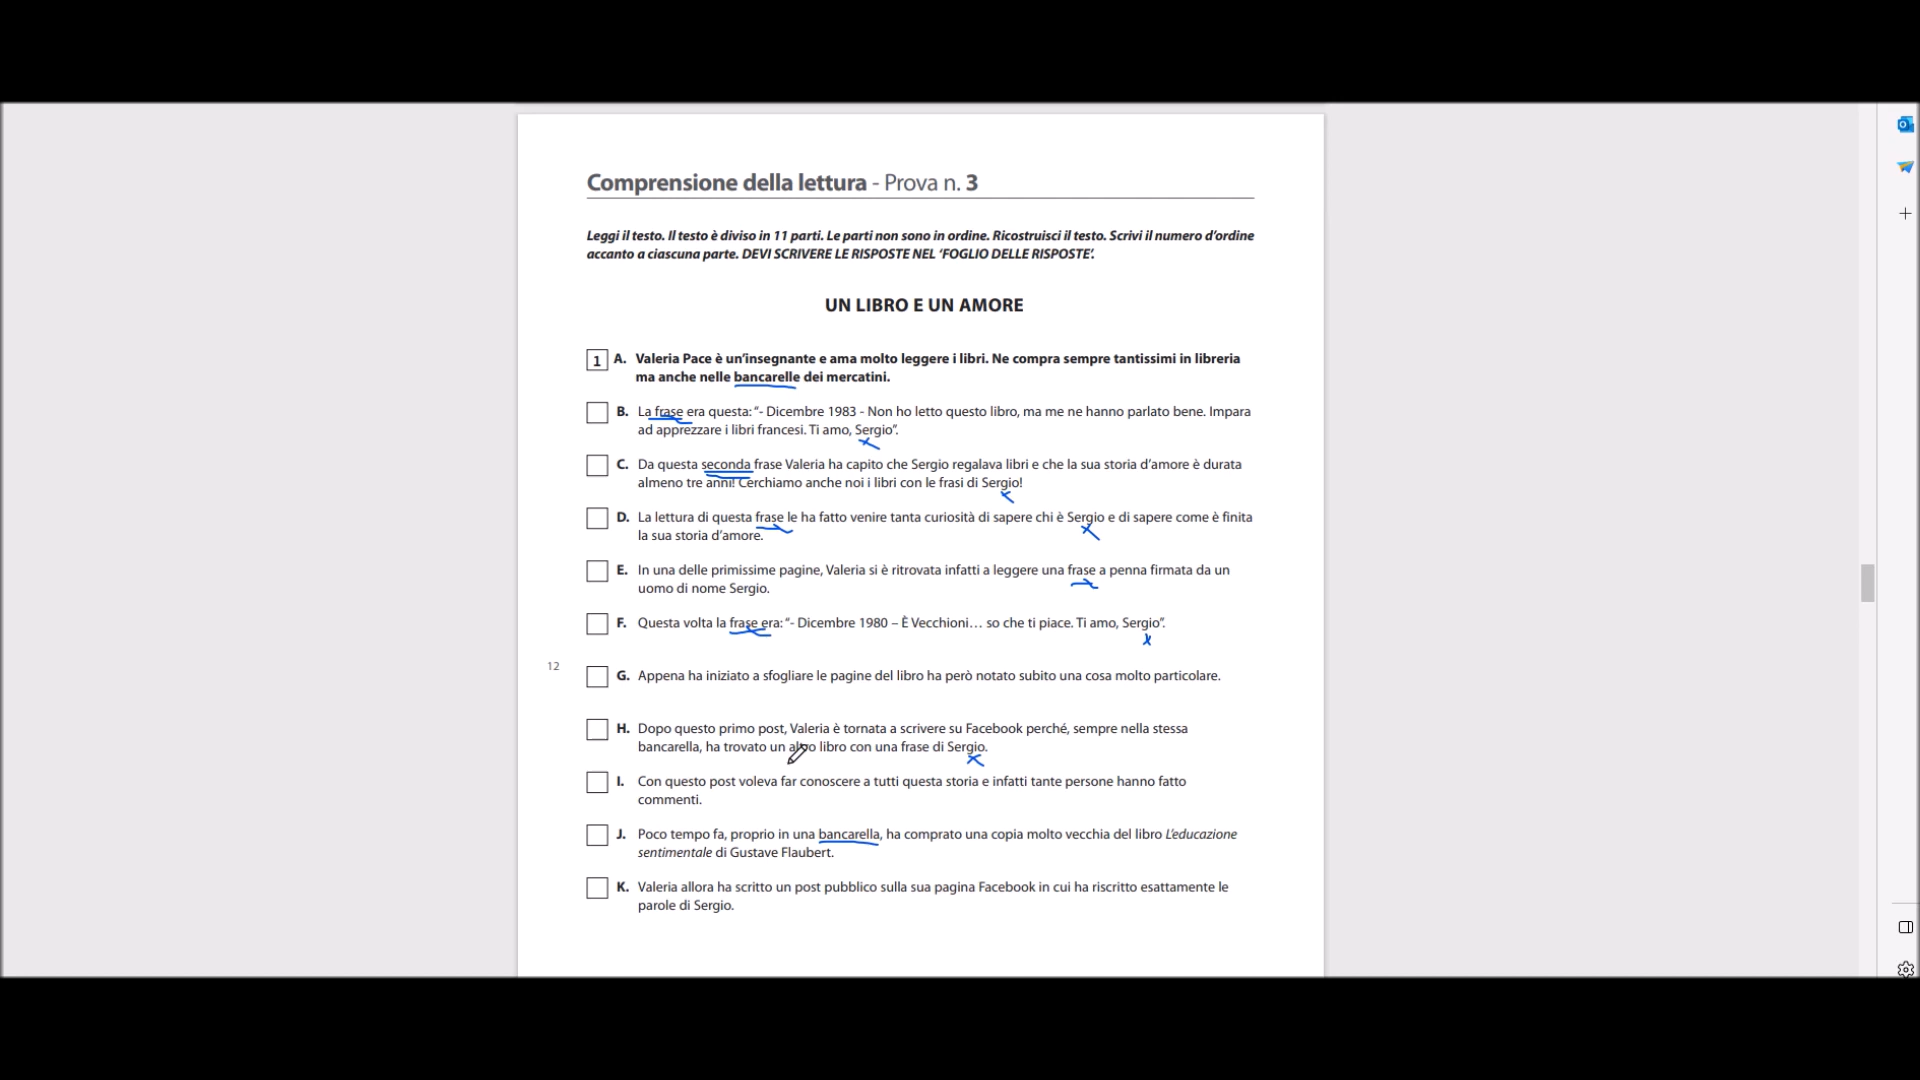 Comprensione della lettura - Prova n. 3
Leggi il testo. Il testo è diviso in 11 parti. Le parti non sono in ordine. Ricostruisci il testo. Scrivi il numero d'ordine
accanto a ciascuna parte. DEVI SCRIVERE LE RISPOSTE NEL 'FOGLIO DELLE RISPOSTE'.
UN LIBRO E UN AMORE
1 A. Valeria Pace è un'insegnante e ama molto leggere i libri. Ne compra sempre tantissimi in libreria
ma anche nelle bancarelle dei mercatini.
B. La frase era questa: "- Dicembre 1983 - Non ho letto questo libro, ma me ne hanno parlato bene. Impara
ad apprezzare i libri francesi. Ti amo, Sergio".
C. Da questa seconda frase Valeria ha capito che Sergio regalava libri e che la sua storia d'amore è durata
almeno tre anni! Cerchiamo anche noi i libri con le frasi di Sergio!
D. La lettura di questa frase le ha fatto venire tanta curiosità di sapere chi è Sergio e di sapere come è finita
la sua storia d'amore.
E. In una delle primissime pagine, Valeria si è ritrovata infatti a leggere una frase a penna firmata da un
uomo di nome Sergio.
F. Questa volta la frase era: "- Dicembre 1980 – È Vecchioni… so che ti piace. Ti amo, Sergio".
12
G. Appena ha iniziato a sfogliare le pagine del libro ha però notato subito una cosa molto particolare.
H. Dopo questo primo post, Valeria è tornata a scrivere su Facebook perché, sempre nella stessa
bancarella, ha trovato un altro libro con una frase di Sergio.
I. Con questo post voleva far conoscere a tutti questa storia e infatti tante persone hanno fatto
commenti.
J. Poco tempo fa, proprio in una bancarella, ha comprato una copia molto vecchia del libro L'educazione
sentimentale di Gustave Flaubert.
K. Valeria allora ha scritto un post pubblico sulla sua pagina Facebook in cui ha riscritto esattamente le
parole di Sergio.